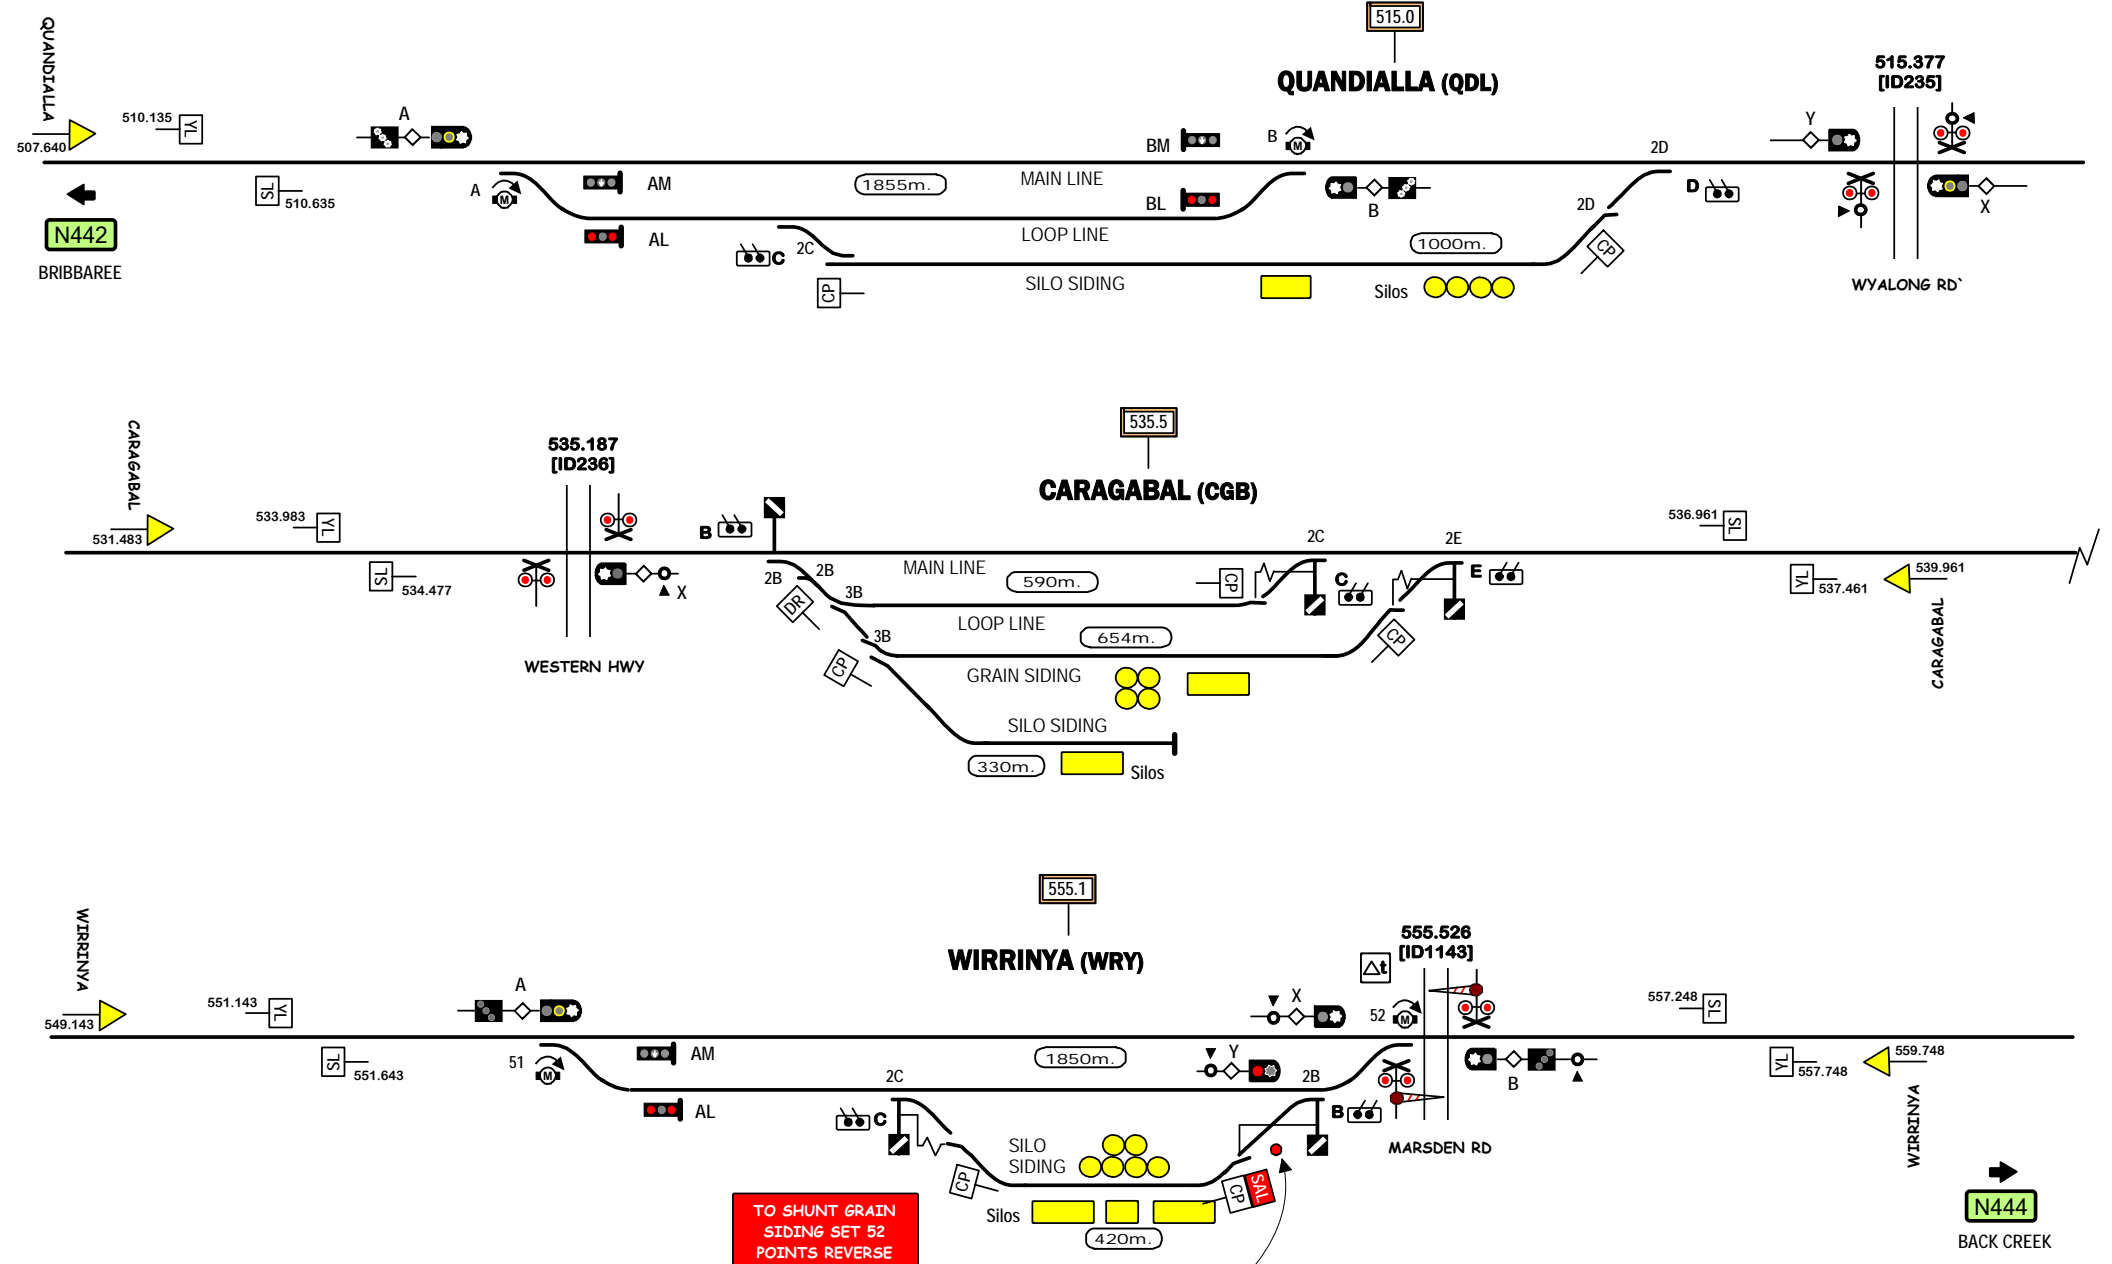 515.0
QUANDIALLA (QDL)
515.377
[ID235]
QUANDIALLA
507.640
510.135
YL
A
BM
B
M
2D
Y
SL
510.635
A
M
AM
1855m.
MAIN LINE
BL
B
2D
D
X
N442
BRIBBAREE
AL
C
2C
LOOP LINE
1000m.
CP
CP
SILO SIDING
Silos
WYALONG RD`
535.5
CARAGABAL (CGB)
535.187
[ID236]
CARAGABAL
531.483
533.983
YL
B
2C
2E
536.961
SL
SL
534.477
X
2B
2B
MAIN LINE
590m.
CP
C
E
YL
537.461
539.961
DR
3B
LOOP LINE
654m.
3B
CP
CP
CARAGABAL
WESTERN HWY
GRAIN SIDING
SILO SIDING
330m.
Silos
555.1
WIRRINYA (WRY)
555.526
[ID1143]
WIRRINYA
549.143
551.143
YL
A
X
t
52
M
557.248
SL
SL
551.643
51
M
AM
1850m.
Y
B
YL
557.748
559.748
AL
2C
2B
C
B
MARSDEN RD
WIRRINYA
SILO
SIDING
CP
CP
SAL
N444
BACK CREEK
Silos
420m.
TO SHUNT GRAIN
SIDING SET 52
POINTS REVERSE